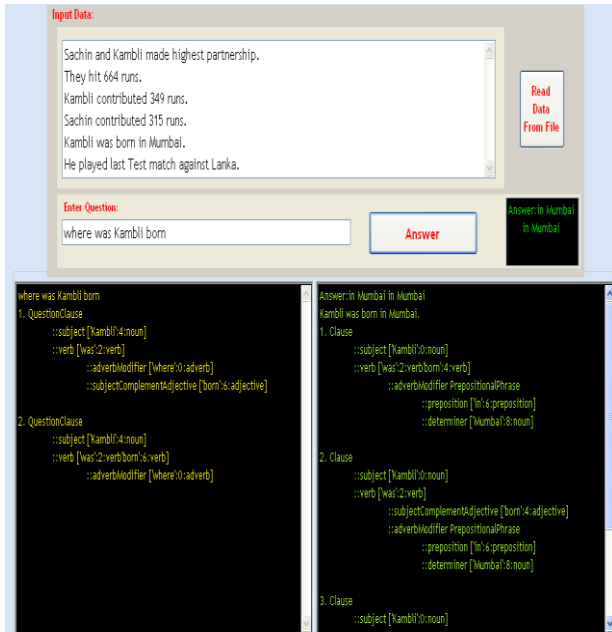 Input Data:
Sachin and Kambli made highest partnership.
They hit 664 runs.
Kambli contributed 349 runs.
Sachin contributed 315 runs.
Kambli was born in Mumbai.
He played last Test match against Lanka.
Read
Data
From File
Enter Question:
where was Kambli born
Answer
Answer:in Mumbai
in Mumbai
where was Kambli born
1. QuestionClause
::subject ['Kambli':4:noun]
::verb ['was':2:verb]
::adverbModifier ['where':0:adverb]
::subjectComplementAdjective ['born':6:adjective]
2. QuestionClause
::subject ['Kambli':4:noun]
::verb ['was':2:verb'born':6:verb]
::adverbModifier ['where':0:adverb]
Answer:in Mumbai in Mumbai
Kambli was born in Mumbai.
1. Clause
::subject ['Kambli':0:noun]
::verb ['was':2:verb'born':4:verb]
::adverbModifier PrepositionalPhrase
::preposition ['in':6:preposition]
::determiner ['Mumbai':8:noun]
2. Clause
::subject ['Kambli':0:noun]
::verb ['was':2:verb]
::subjectComplementAdjective ['born':4:adjective]
::adverbModifier PrepositionalPhrase
::preposition ['in':6:preposition]
::determiner ['Mumbai':8:noun]
3. Clause
::subject ['Kambli':0:noun]